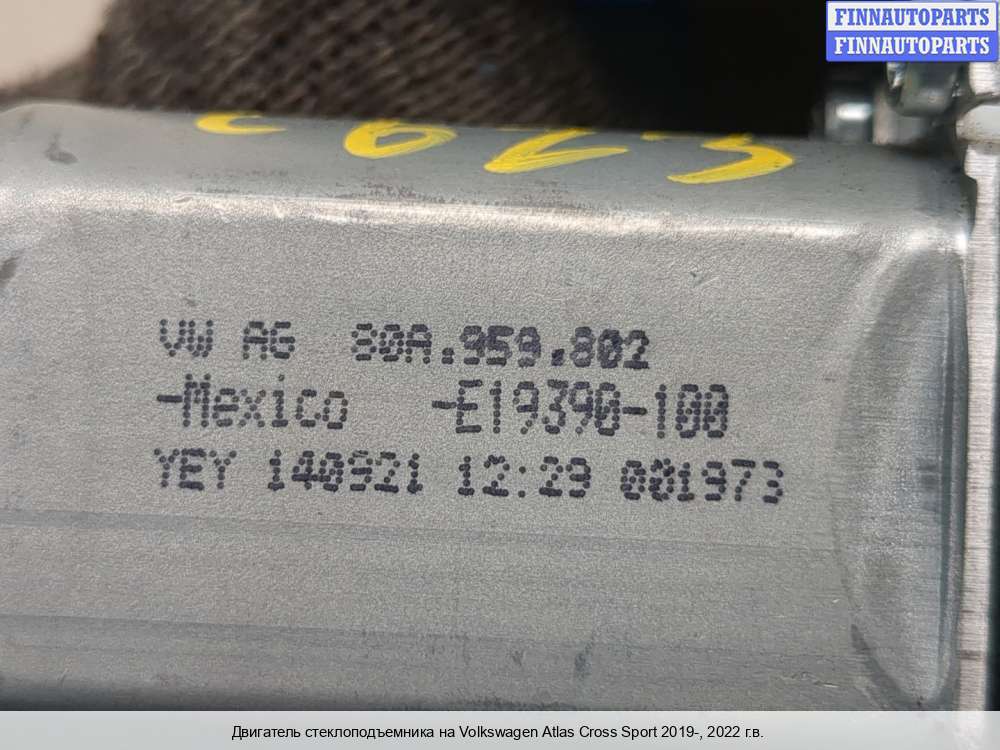 FINNAUTOPARTS
FINNAUTOPARTS
VW AG 80A.959.802
-Mexico -E19390-100
YEY 140921 12:29 001973
Двигатель стеклоподъемника на Volkswagen Atlas Cross Sport 2019-, 2022 г.в.